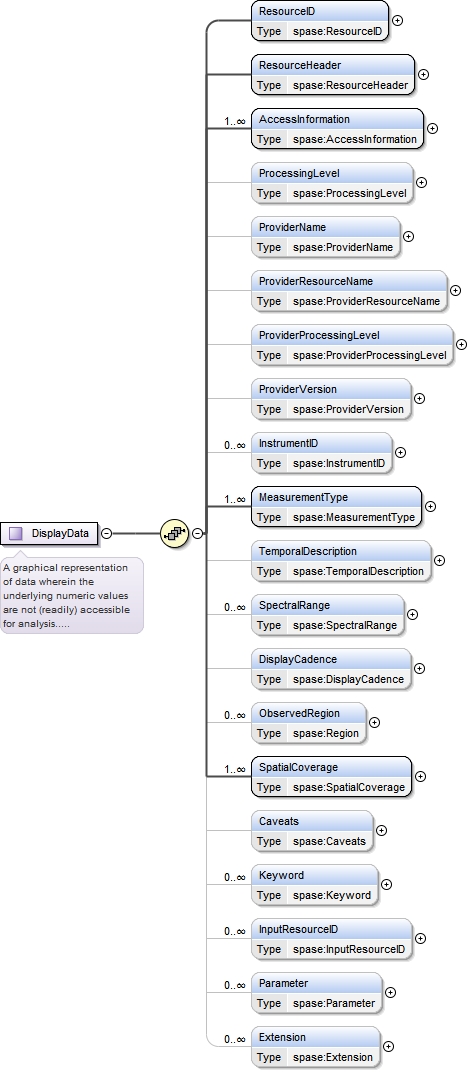 ResourceID
Type spase:ResourceID
ResourceHeader
Type spase:ResourceHeader
1..∞ AccessInformation
Type spase:AccessInformation
ProcessingLevel
Type spase:ProcessingLevel
ProviderName
Type spase:ProviderName
ProviderResourceName
Type spase:ProviderResourceName
ProviderProcessingLevel
Type spase:ProviderProcessingLevel
ProviderVersion
Type spase:ProviderVersion
0..∞ InstrumentID
Type spase:InstrumentID
1..∞ MeasurementType
Type spase:MeasurementType
DisplayData
A graphical representation
of data wherein the
underlying numeric values
are not (readily) accessible
for analysis.....
TemporalDescription
Type spase:TemporalDescription
0..∞ SpectralRange
Type spase:SpectralRange
DisplayCadence
Type spase:DisplayCadence
0..∞ ObservedRegion
Type spase:Region
1..∞ SpatialCoverage
Type spase:SpatialCoverage
Caveats
Type spase:Caveats
0..∞ Keyword
Type spase:Keyword
0..∞ InputResourceID
Type spase:InputResourceID
0..∞ Parameter
Type spase:Parameter
0..∞ Extension
Type spase:Extension